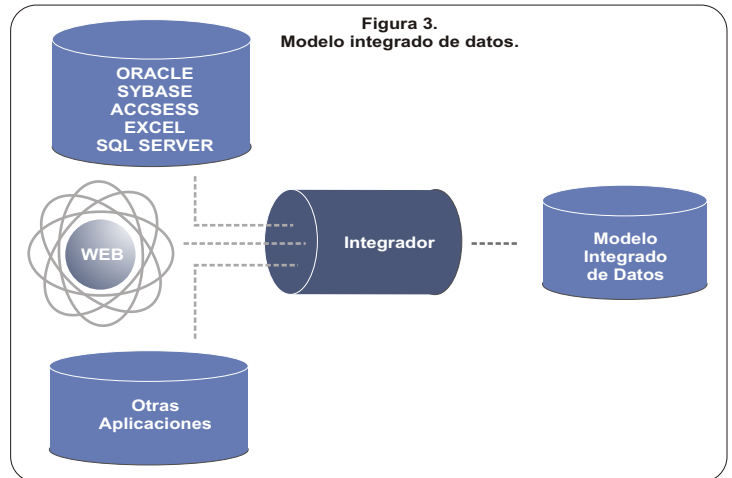 Figura 3.
Modelo integrado de datos.
ORACLE
SYBASE
ACCSESS
EXCEL
SQL SERVER
WEB
Integrador
Modelo
Integrado
de Datos
Otras
Aplicaciones